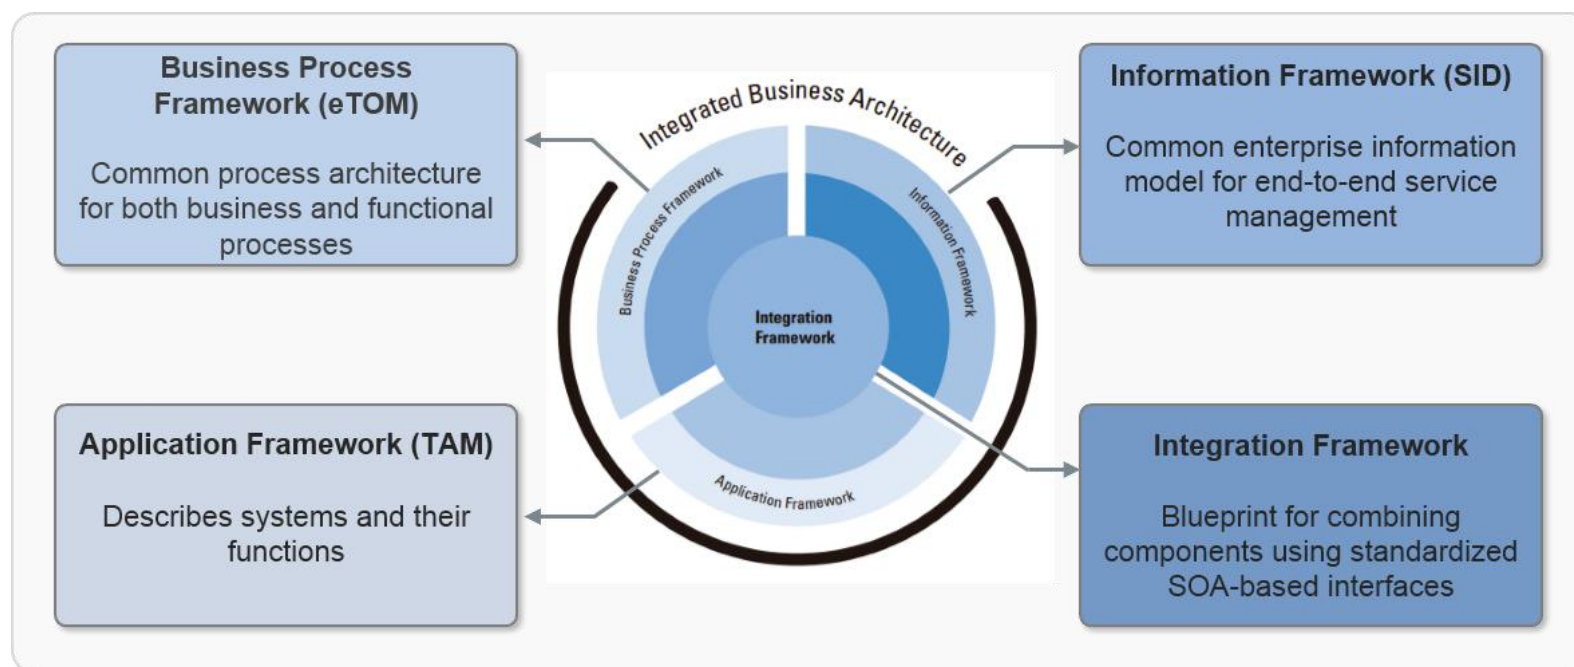 Business Process
Framework (eTOM)
Common process architecture
for both business and functional
processes
Integrated Business Architecture
Business Process Framework
Information Framework
Integration
Framework
Application Framework
Information Framework (SID)
Common enterprise information
model for end-to-end service
management
Application Framework (TAM)
Describes systems and their
functions
Integration Framework
Blueprint for combining
components using standardized
SOA-based interfaces